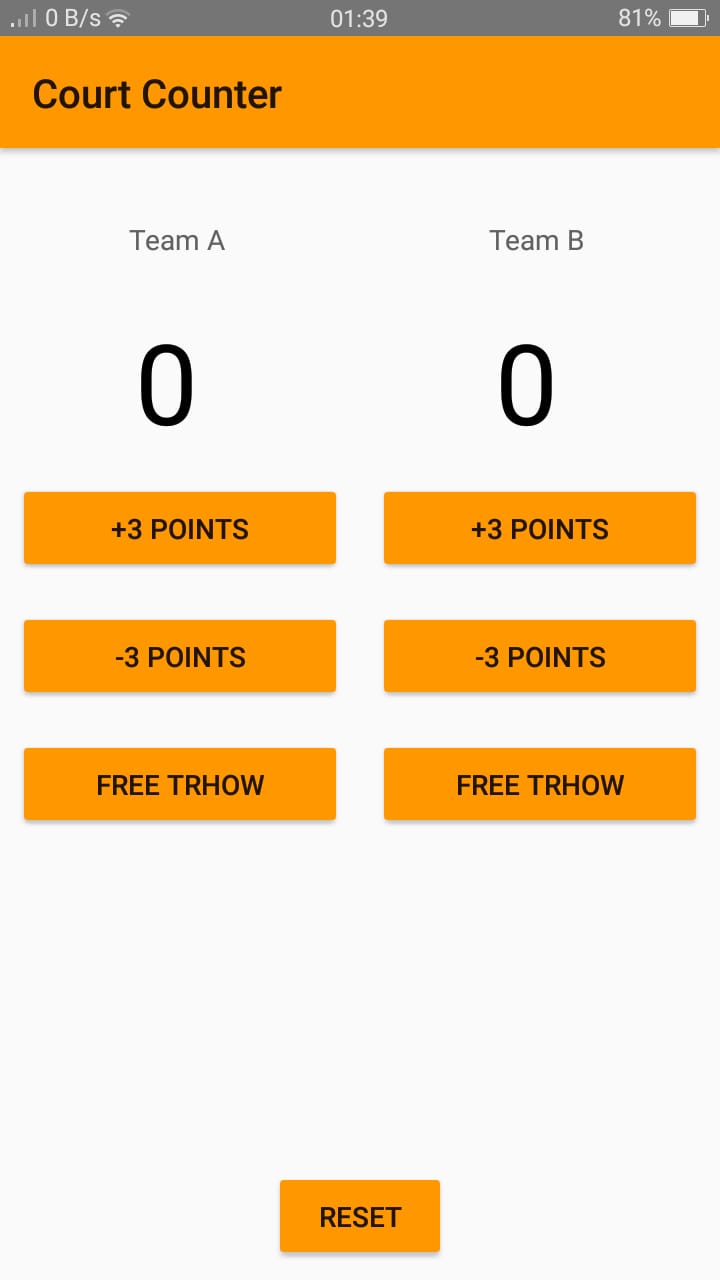 0 B/s 01:39 81%
Court Counter
Team A Team B
0 0
+3 POINTS +3 POINTS
-3 POINTS -3 POINTS
FREE TRHOW FREE TRHOW
RESET